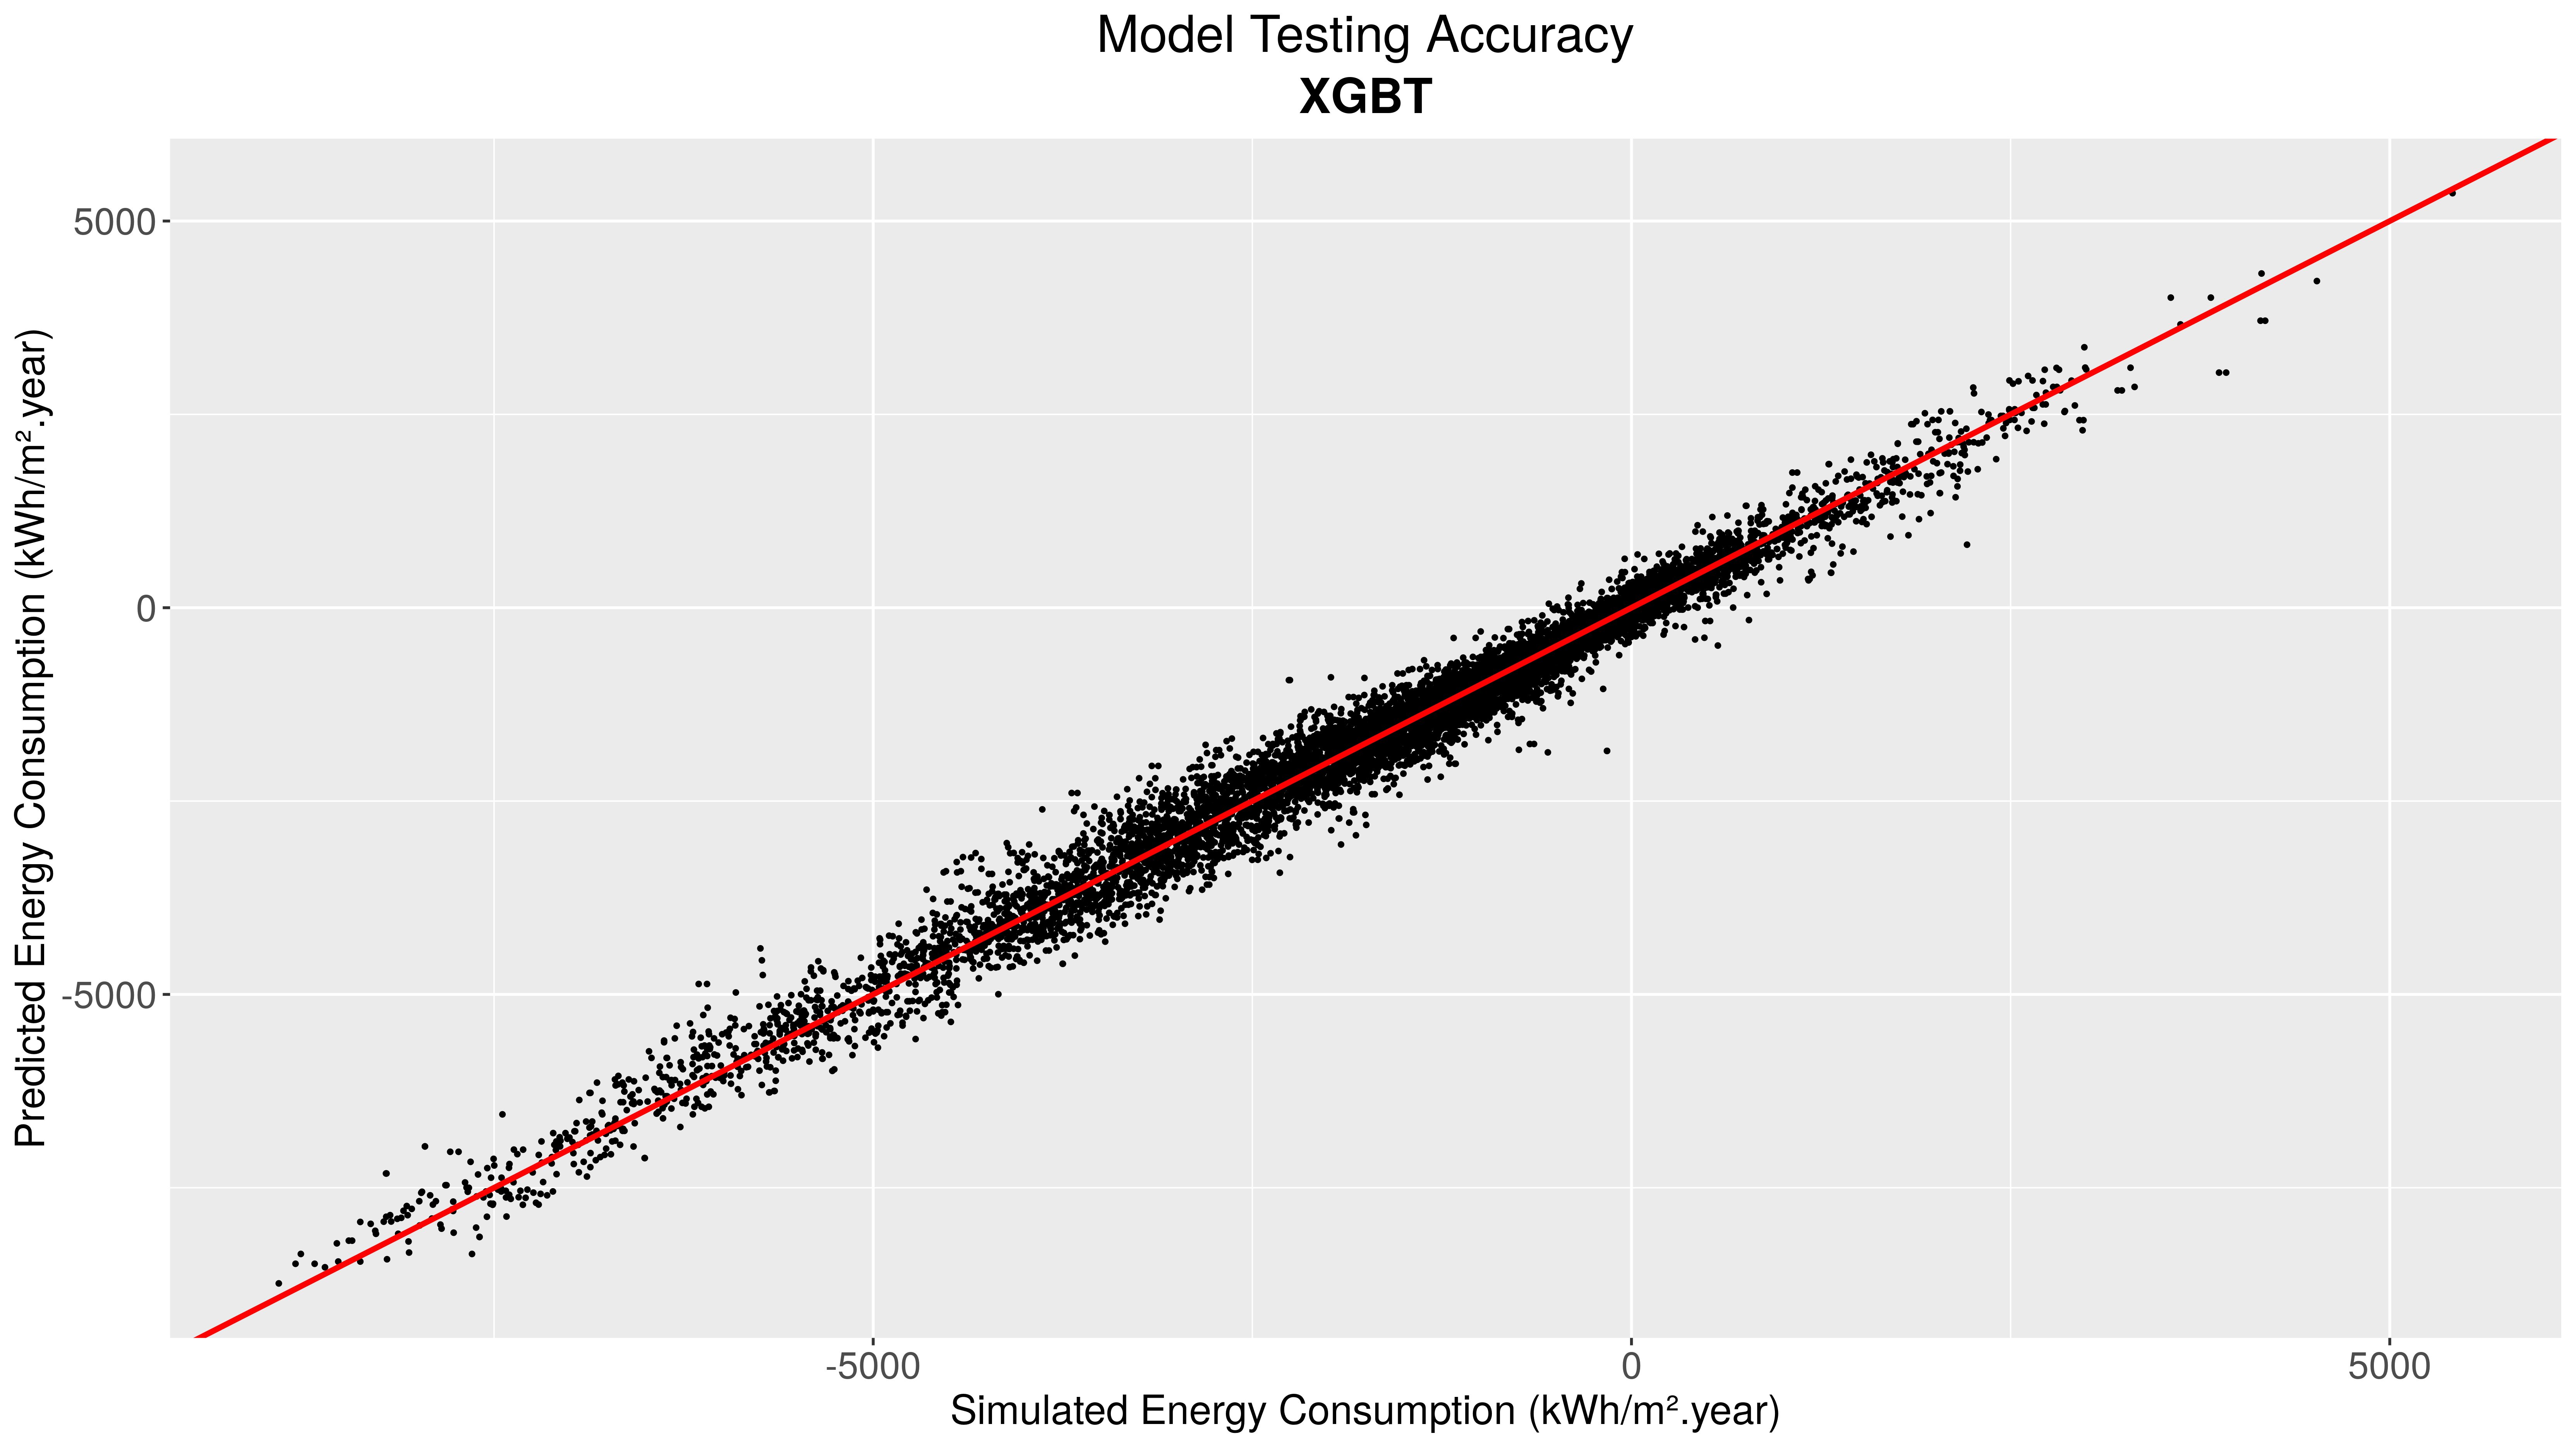 Model Testing Accuracy
XGBT
Predicted Energy Consumption (kWh/m².year)
5000
0
-5000
-5000
0
5000
Simulated Energy Consumption (kWh/m².year)